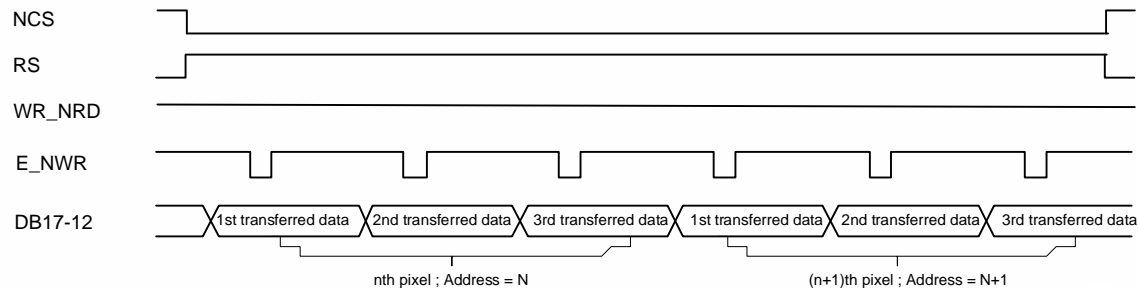 NCS
RS
WR_NRD
E_NWR
DB17-12
1st transferred data
2nd transferred data
3rd transferred data
1st transferred data
2nd transferred data
3rd transferred data
nth pixel ; Address = N
(n+1)th pixel ; Address = N+1